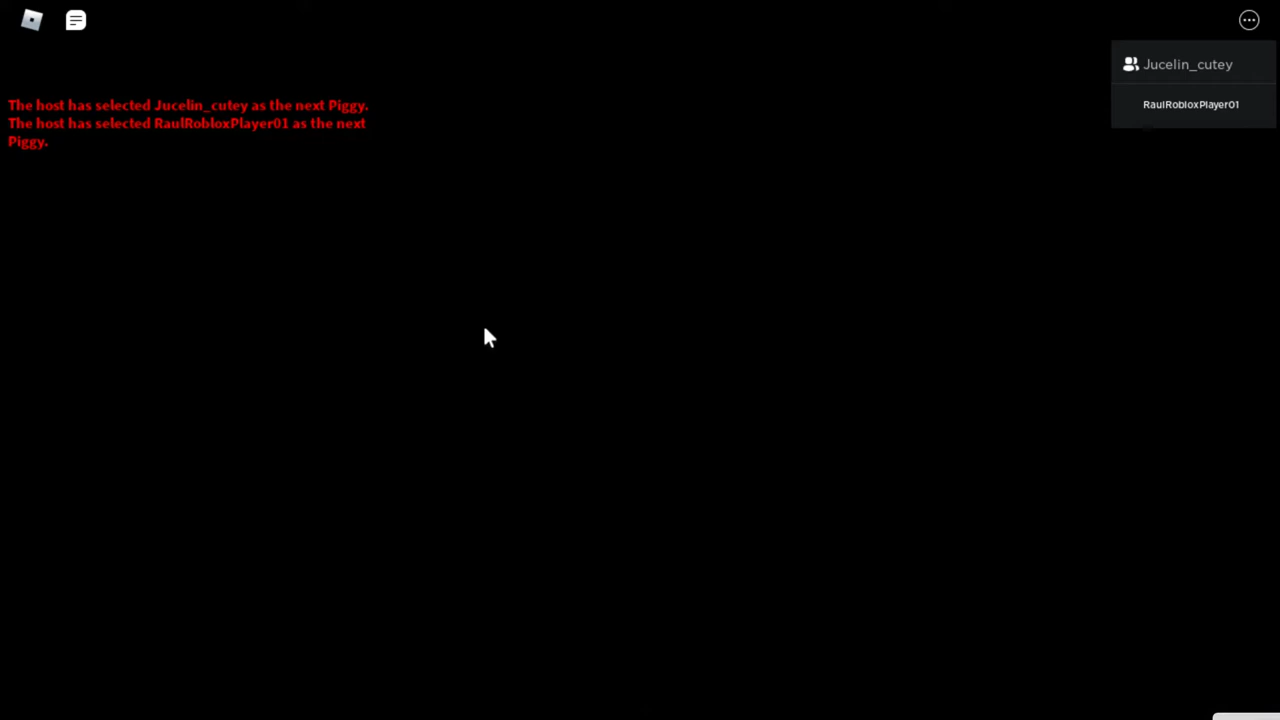 Jucelin_cutey
The host has selected Jucelin_cutey as the next Piggy.
RaulRobloxPlayer01
The host has selected RaulRobloxPlayer01 as the next
Piggy.